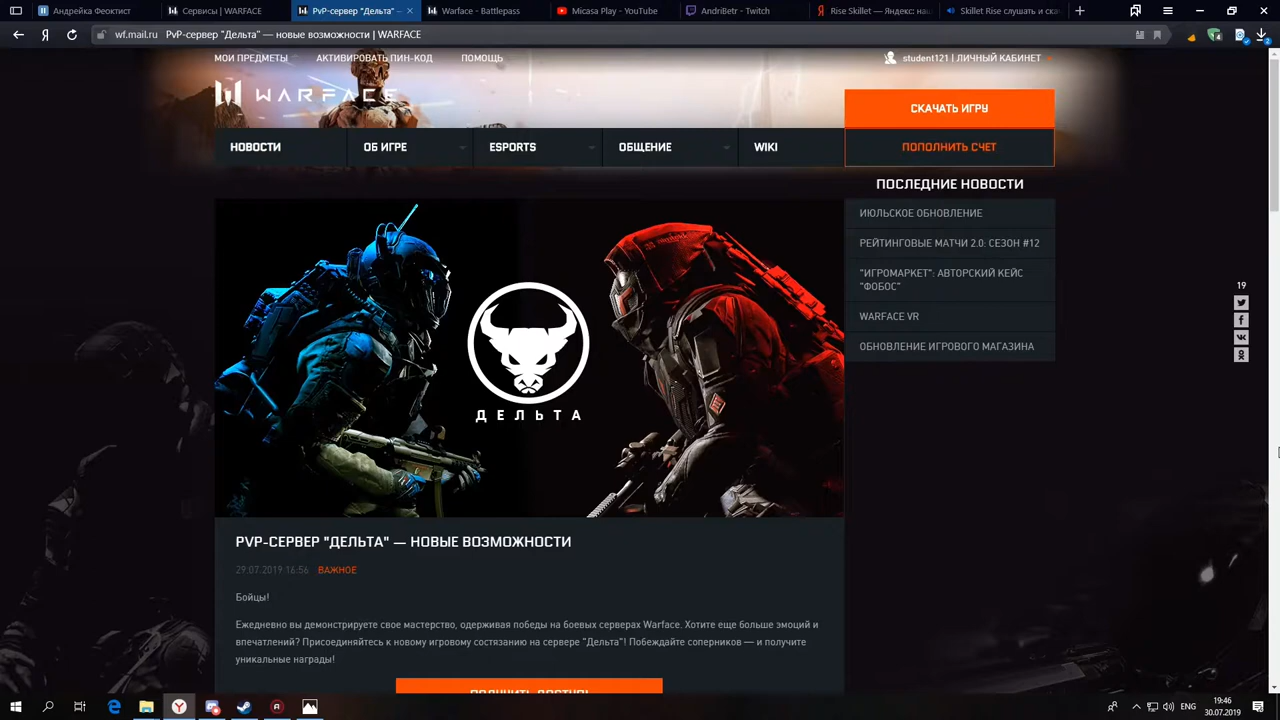 Андрейка Феоктист
Сервисы | WARFACE
PvP-сервер "Дельта" —
Warface - Battlepass
Micasa Play - YouTube
AndriBetr - Twitch
Rise Skillet — Яндекс: наш
Skillet Rise слушать и ска
wf.mail.ru PvP-сервер "Дельта" — новые возможности | WARFACE
МОИ ПРЕДМЕТЫ АКТИВИРОВАТЬ ПИН-КОД ПОМОЩЬ
student121 | ЛИЧНЫЙ КАБИНЕТ
WARFACE
СКАЧАТЬ ИГРУ
НОВОСТИ ОБ ИГРЕ ESPORTS ОБЩЕНИЕ WIKI
ПОПОЛНИТЬ СЧЕТ
ПОСЛЕДНИЕ НОВОСТИ
ИЮЛЬСКОЕ ОБНОВЛЕНИЕ
РЕЙТИНГОВЫЕ МАТЧИ 2.0: СЕЗОН #12
"ИГРОМАРКЕТ": АВТОРСКИЙ КЕЙС
"ФОБОС"
WARFACE VR
ОБНОВЛЕНИЕ ИГРОВОГО МАГАЗИНА
19
ДЕЛЬТА
PVP-СЕРВЕР "ДЕЛЬТА" — НОВЫЕ ВОЗМОЖНОСТИ
29.07.2019 16:56 ВАЖНОЕ
Бойцы!
Ежедневно вы демонстрируете свое мастерство, одерживая победы на боевых серверах Warface. Хотите еще больше эмоций и
впечатлений? Присоединяйтесь к новому игровому состязанию на сервере "Дельта"! Побеждайте соперников — и получите
уникальные награды!
ПОЛУЧИТЬ ДОСТУП
ENG
19:46
30.07.2019